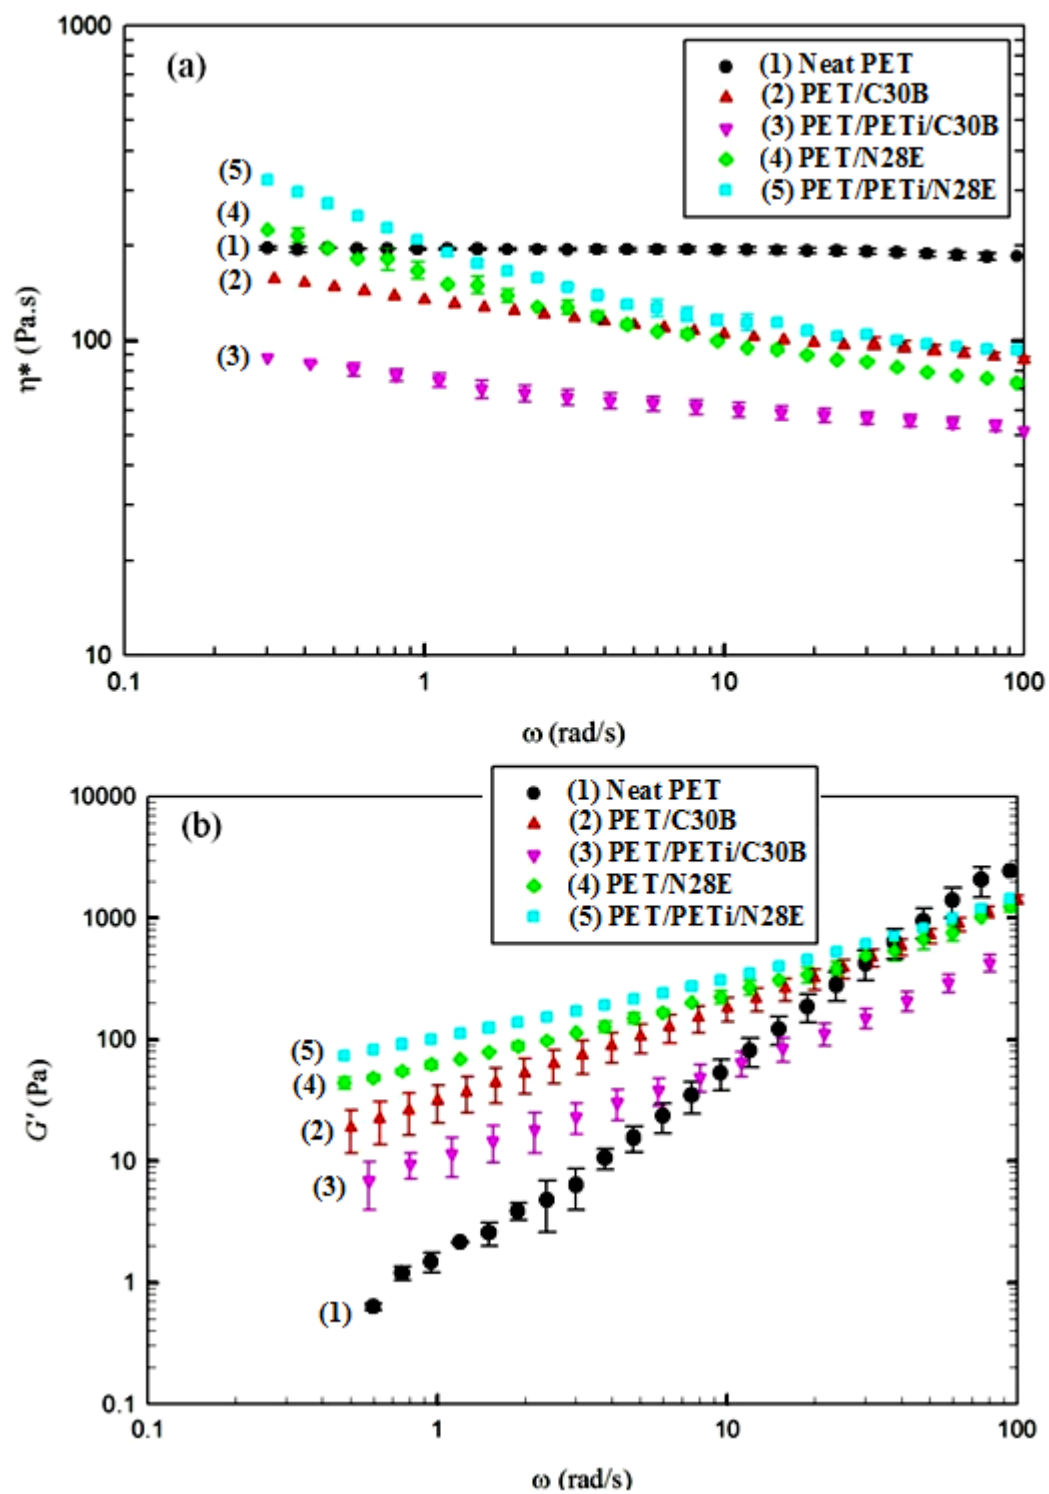 1000
(a)
(1) Neat PET
(2) PET/C30B
(3) PET/PETi/C30B
(4) PET/N28E
(5) PET/PETi/N28E
(5)
(4)
(1)
(2)
(3)
η* (Pa.s)
100
10
0.1 1 10 100
ω (rad/s)
10000
(b)
(1) Neat PET
(2) PET/C30B
(3) PET/PETi/C30B
(4) PET/N28E
(5) PET/PETi/N28E
1000
100
G' (Pa)
10
1
0.1
(5)
(4)
(2)
(3)
(1)
0.1 1 10 100
ω (rad/s)